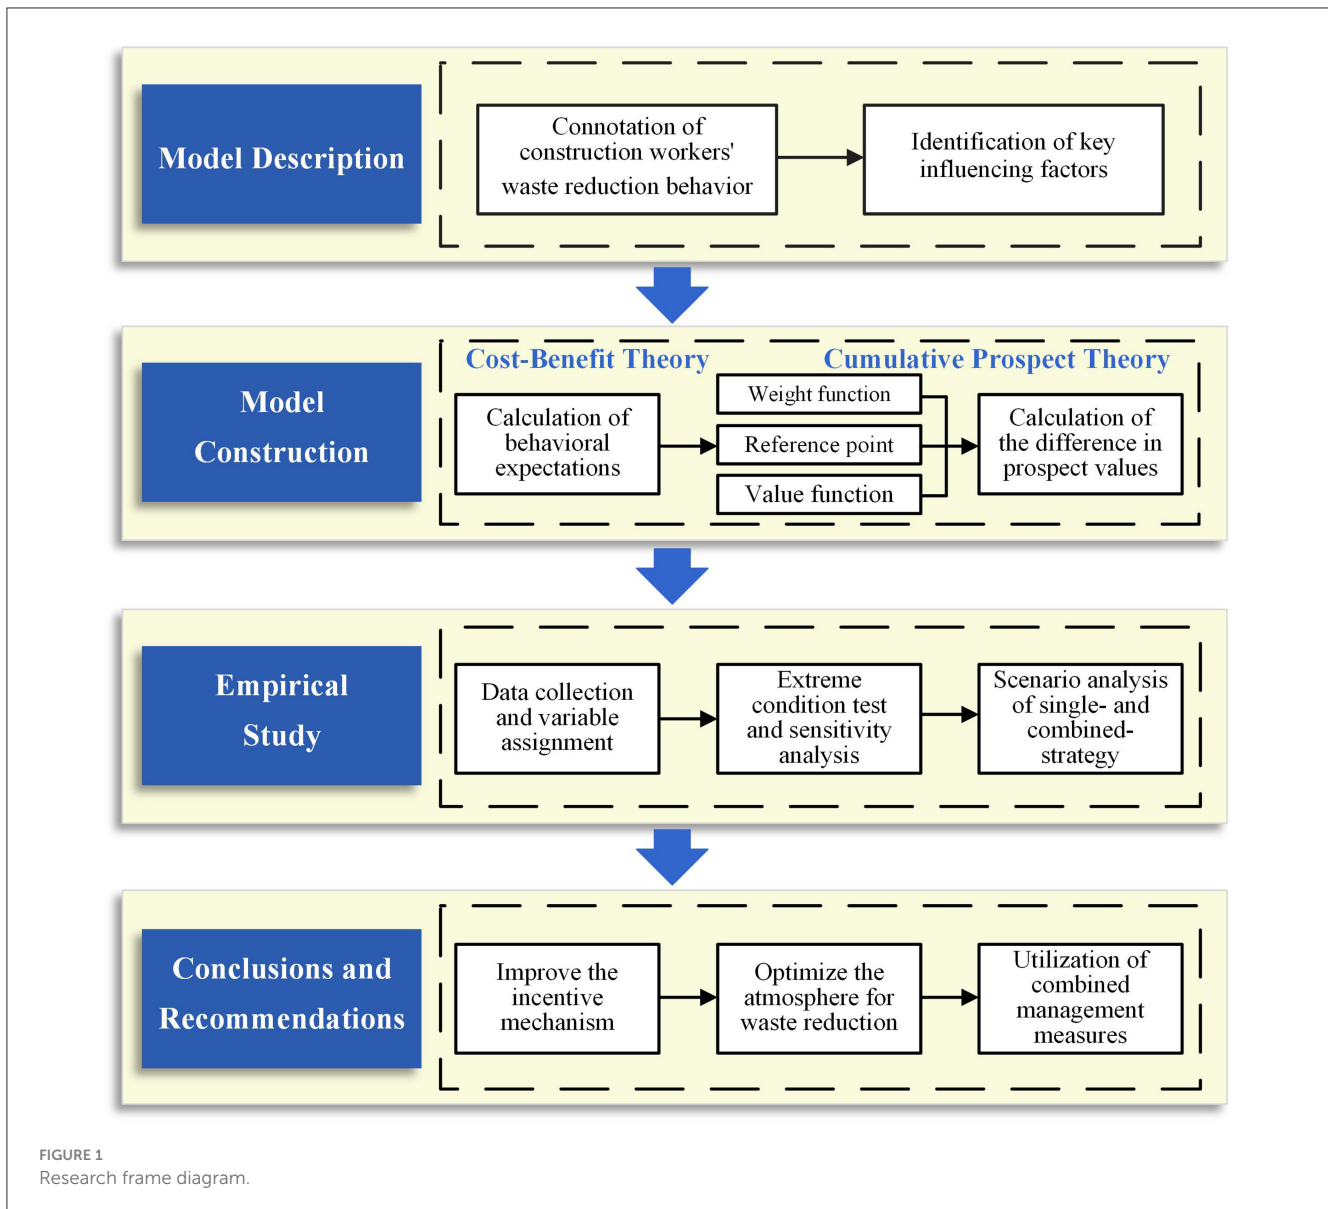 Model Description
Connotation of
construction workers'
waste reduction behavior
Identification of key
influencing factors
Model
Construction
Cost-Benefit Theory
Cumulative Prospect Theory
Calculation of
behavioral
expectations
Weight function
Reference point
Value function
Calculation of
the difference in
prospect values
Empirical
Study
Data collection
and variable
assignment
Extreme
condition test
and sensitivity
analysis
Scenario analysis
of single- and
combined-
strategy
Conclusions and
Recommendations
Improve the
incentive
mechanism
Optimize the
atmosphere for
waste reduction
Utilization of
combined
management
measures
FIGURE 1
Research frame diagram.